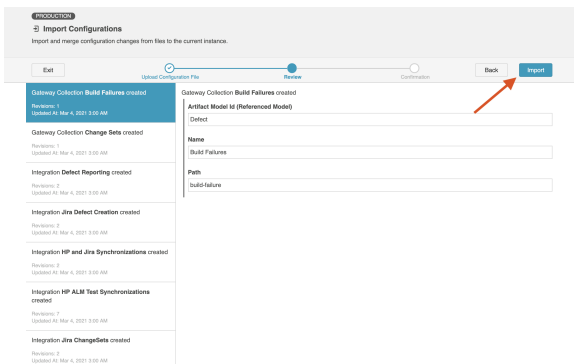 PRODUCTION
Import Configurations
Import and merge configuration changes from files to the current instance.
Exit
Upload Configuration File
Review
Confirmation
Back
Import
Gateway Collection Build Failures created
Revisions: 1
Updated At: Mar 4, 2021 3:00 AM
Gateway Collection Change Sets created
Revisions: 1
Updated At: Mar 4, 2021 3:00 AM
Integration Defect Reporting created
Revisions: 2
Updated At: Mar 4, 2021 3:00 AM
Integration Jira Defect Creation created
Revisions: 2
Updated At: Mar 4, 2021 3:00 AM
Integration HP and Jira Synchronizations created
Revisions: 2
Updated At: Mar 4, 2021 3:00 AM
Integration HP ALM Test Synchronizations
created
Revisions: 7
Updated At: Mar 4, 2021 3:00 AM
Integration Jira ChangeSets created
Revisions: 2
Updated At: Mar 4, 2021 3:00 AM
Gateway Collection Build Failures created
Artifact Model Id (Referenced Model)
Defect
Name
Build Failures
Path
build-failure